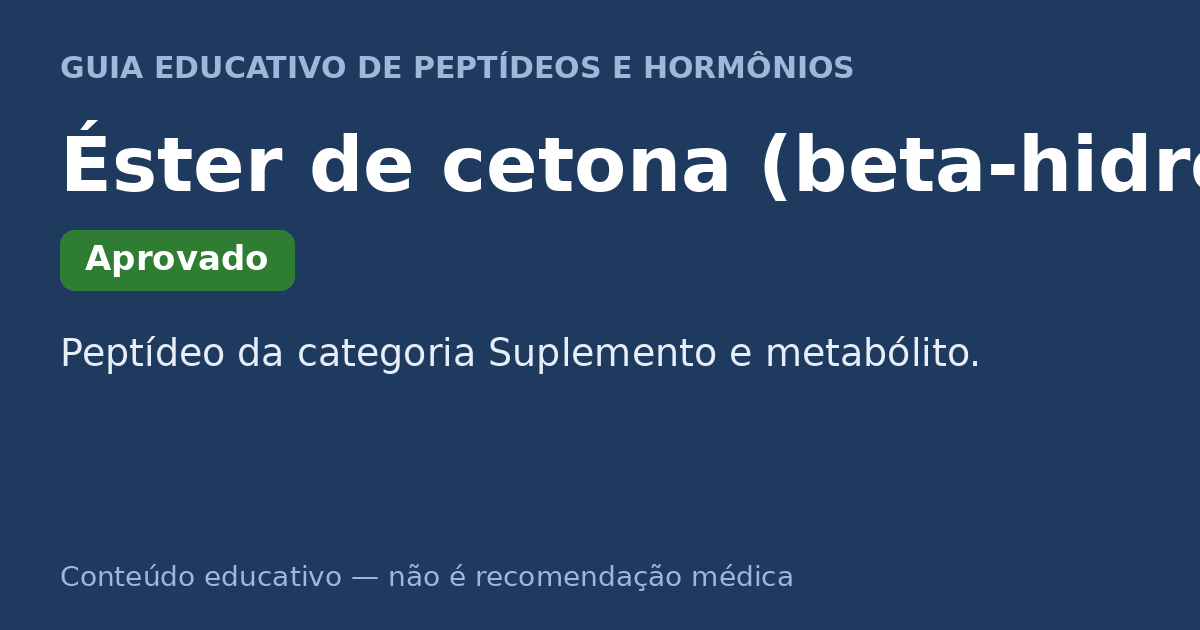 GUIA EDUCATIVO DE PEPTÍDEOS E HORMÔNIOS
Éster de cetona (beta-hidr
Aprovado
Peptídeo da categoria Suplemento e metabólito.
Conteúdo educativo — não é recomendação médica